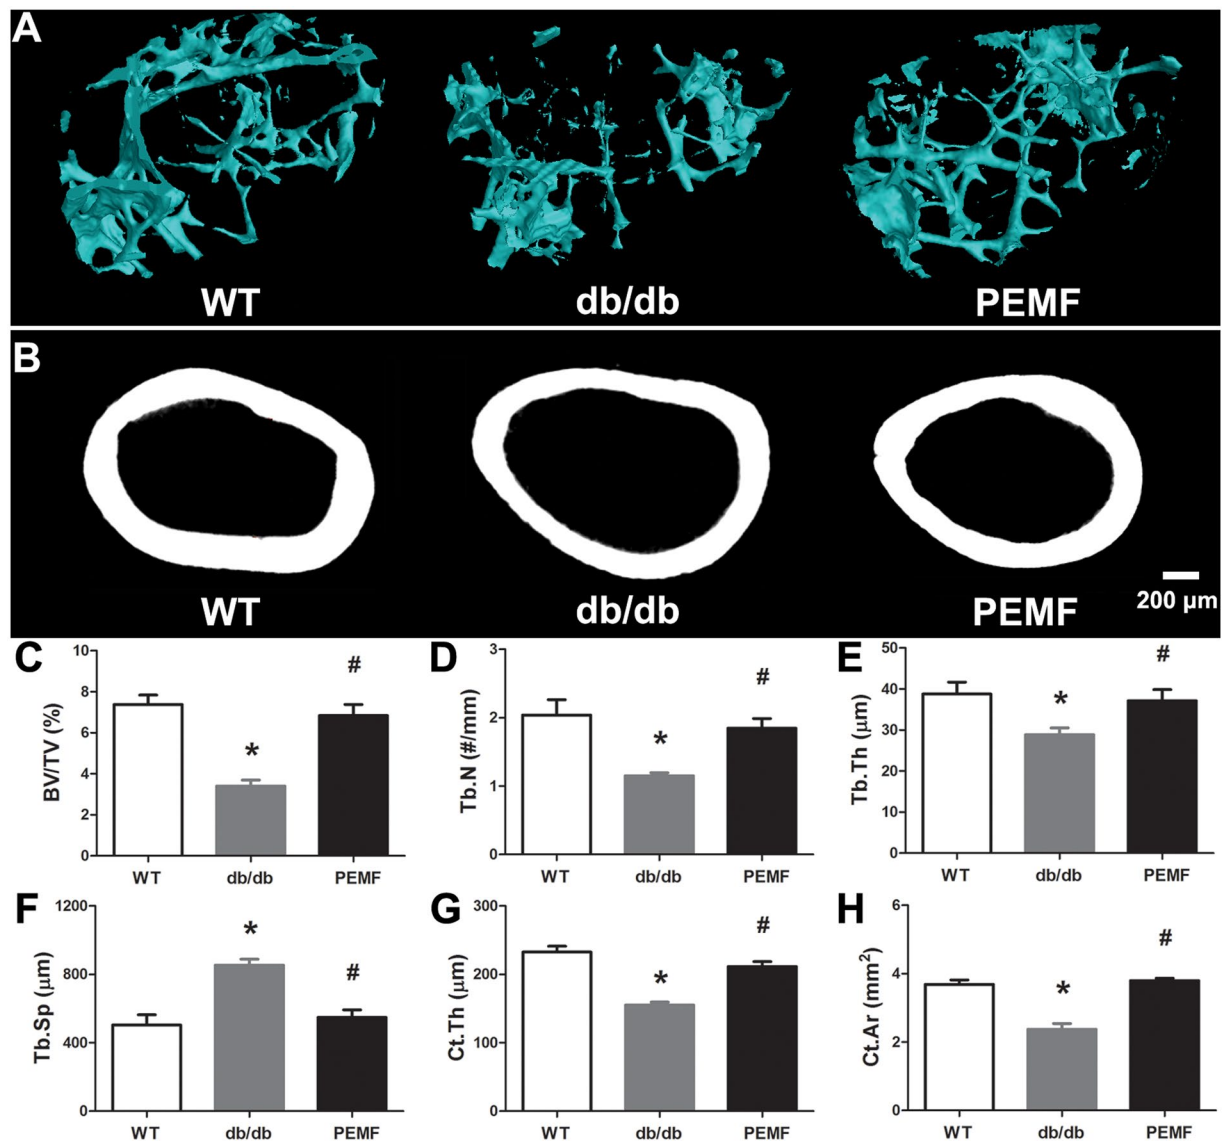 A
WT
db/db
PEMF
B
WT
db/db
PEMF
200 µm
C
BV/TV (%)
10
8
6
4
2
0
*
#
WT
db/db
PEMF
D
Tb.N (#/mm)
3
2
1
0
*
#
WT
db/db
PEMF
E
Tb.Th (µm)
50
40
30
20
10
0
*
#
WT
db/db
PEMF
F
Tb.Sp (µm)
1200
800
400
0
*
#
WT
db/db
PEMF
G
Ct.Th (µm)
300
200
100
0
*
#
WT
db/db
PEMF
H
Ct.Ar (mm²)
6
4
2
0
*
#
WT
db/db
PEMF